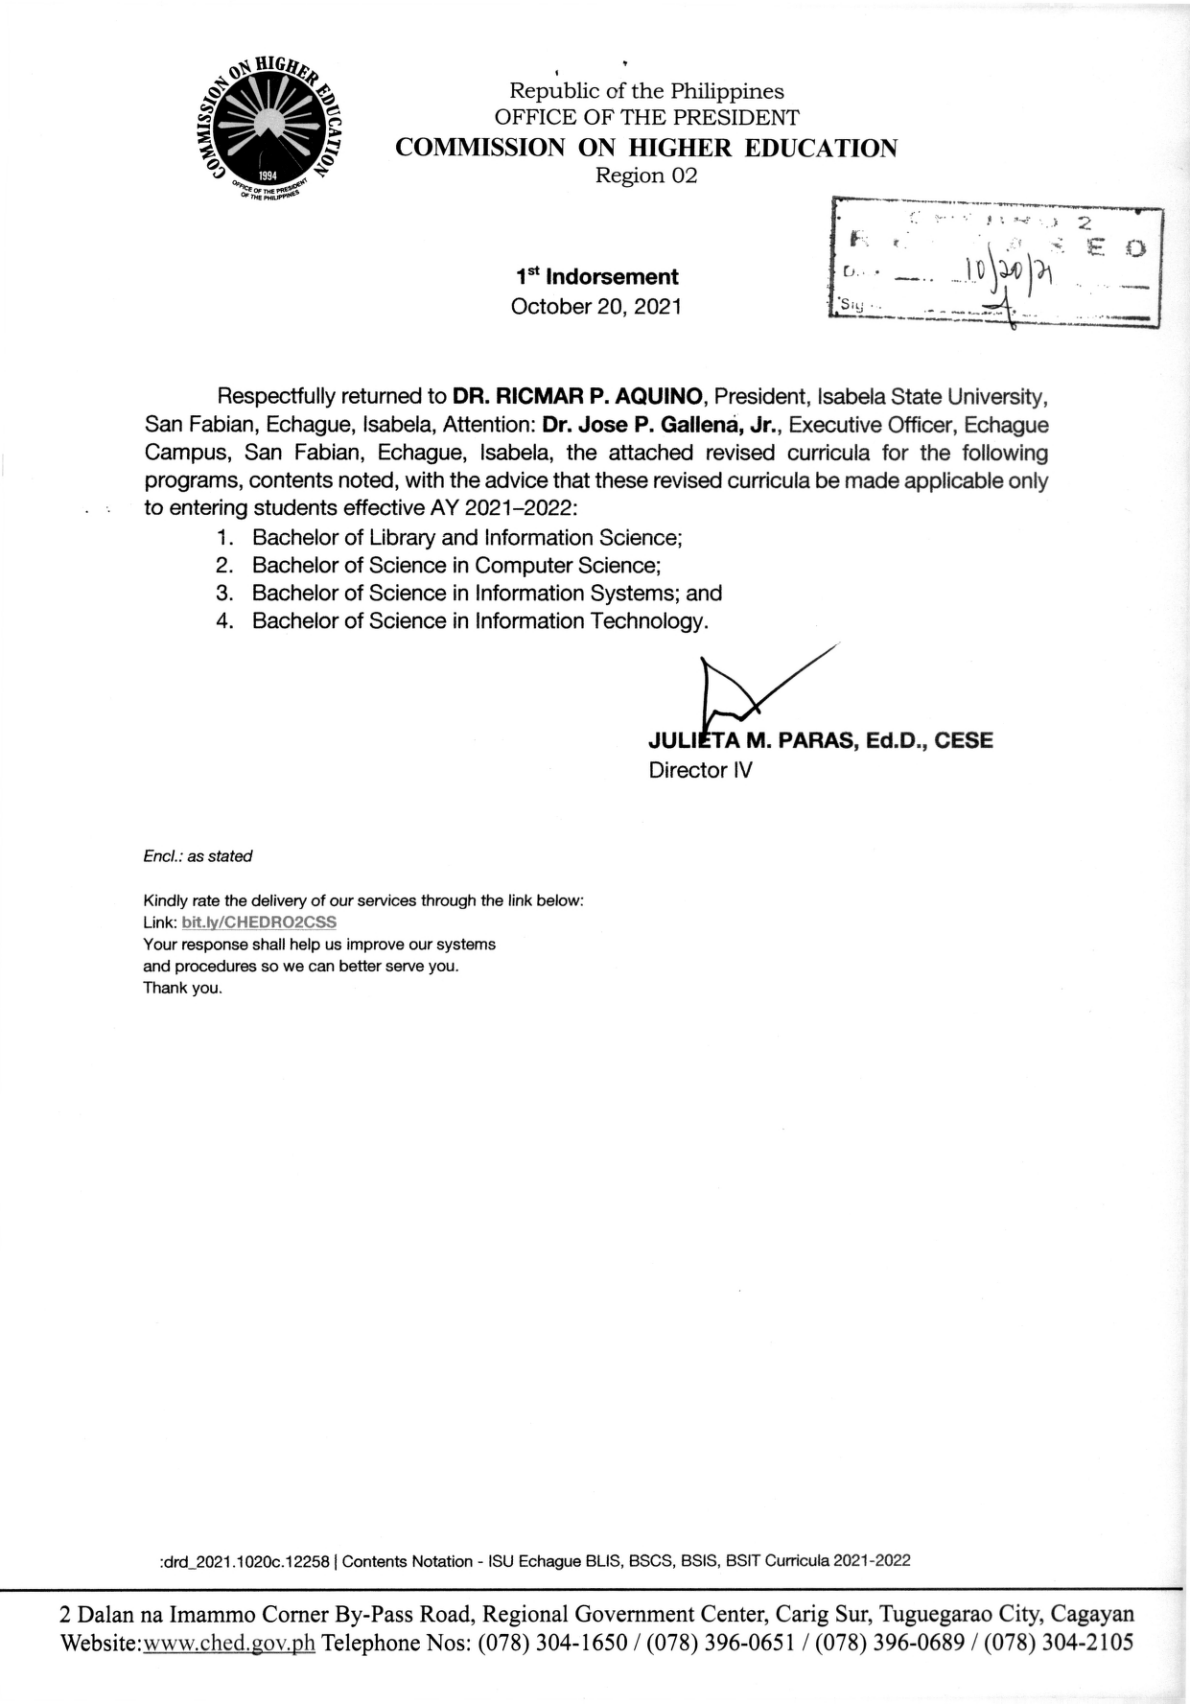 COMMISSION ON HIGHER EDUCATION
1994
OFFICE OF THE PRESIDENT
OF THE PHILIPPINES
Republic of the Philippines
OFFICE OF THE PRESIDENT
COMMISSION ON HIGHER EDUCATION
Region 02
2
10/20/21
1st Indorsement
October 20, 2021
Respectfully returned to DR. RICMAR P. AQUINO, President, Isabela State University,
San Fabian, Echague, Isabela, Attention: Dr. Jose P. Gallena, Jr., Executive Officer, Echague
Campus, San Fabian, Echague, Isabela, the attached revised curricula for the following
programs, contents noted, with the advice that these revised curricula be made applicable only
to entering students effective AY 2021–2022:
1. Bachelor of Library and Information Science;
2. Bachelor of Science in Computer Science;
3. Bachelor of Science in Information Systems; and
4. Bachelor of Science in Information Technology.
JULIETA M. PARAS, Ed.D., CESE
Director IV
Encl.: as stated
Kindly rate the delivery of our services through the link below:
Link: bit.ly/CHEDRO2CSS
Your response shall help us improve our systems
and procedures so we can better serve you.
Thank you.
:drd_2021.1020c.12258 | Contents Notation - ISU Echague BLIS, BSCS, BSIS, BSIT Curricula 2021-2022
2 Dalan na Imammo Corner By-Pass Road, Regional Government Center, Carig Sur, Tuguegarao City, Cagayan
Website:www.ched.gov.ph Telephone Nos: (078) 304-1650 / (078) 396-0651 / (078) 396-0689 / (078) 304-2105